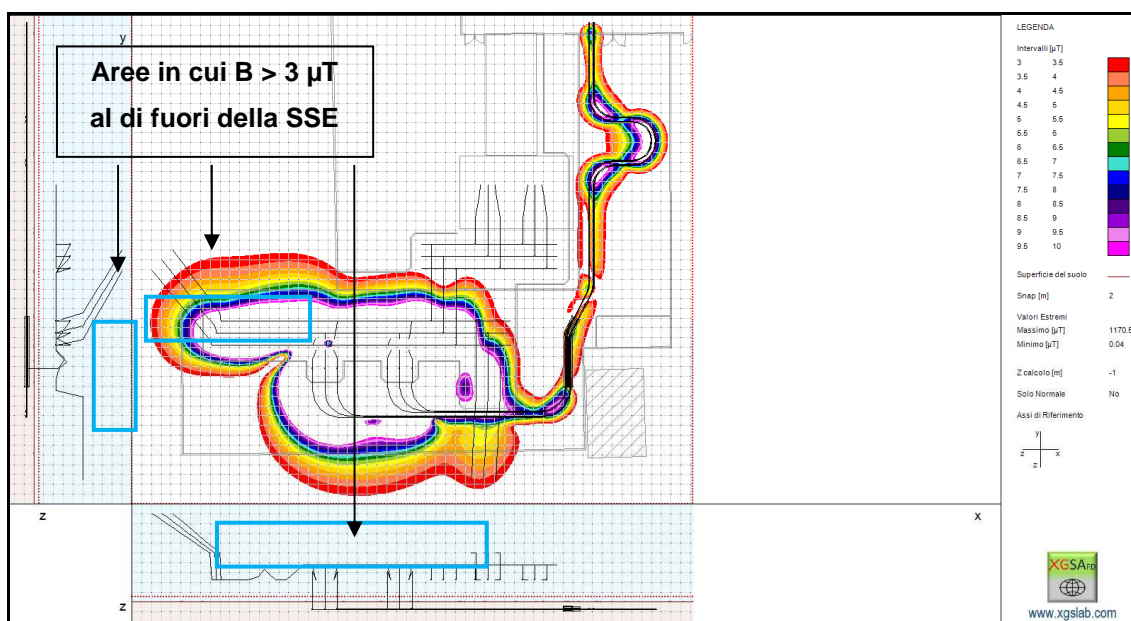 y
Aree in cui B > 3 µT
al di fuori della SSE
z
x
z
LEGENDA
Intervalli [µT]
3 3.5
3.5 4
4 4.5
4.5 5
5 5.5
5.5 6
6 6.5
6.5 7
7 7.5
7.5 8
8 8.5
8.5 9
9 9.5
9.5 10
Superficie del suolo
Snap [m] 2
Valori Estremi
Massimo [µT] 1170.5
Minimo [µT] 0.04
Z calcolo [m] -1
Solo Normale No
Assi di Riferimento
y
z x
z
XGSA FD
www.xgslab.com